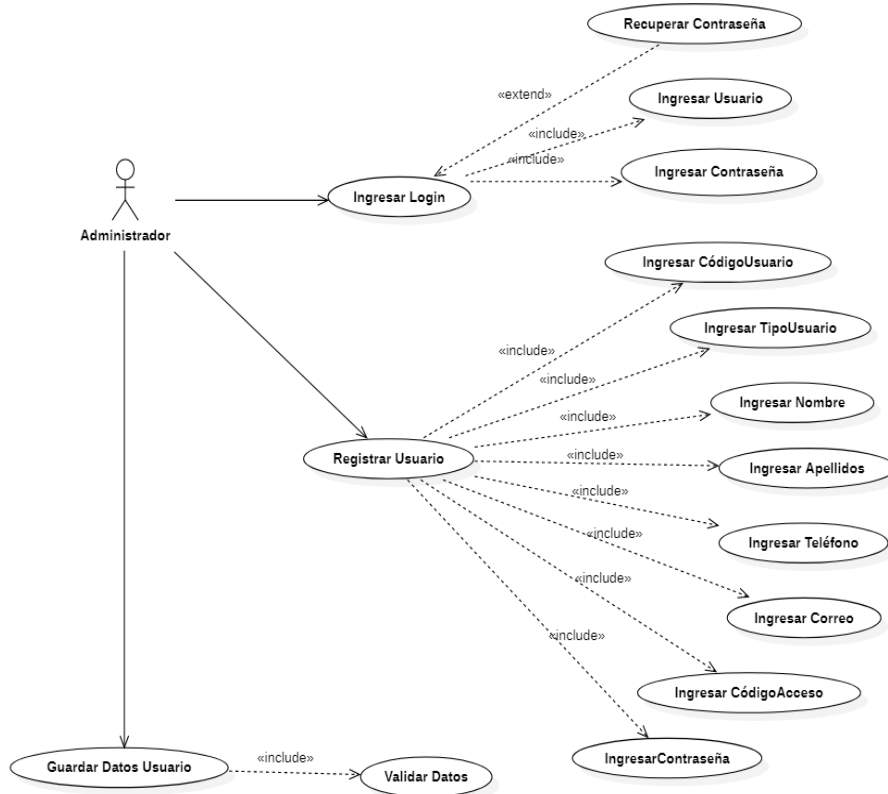 Recuperar Contraseña
«extend»
Ingresar Usuario
«include»
«include»
Ingresar Contraseña
Ingresar Login
Administrador
Ingresar CódigoUsuario
Ingresar TipoUsuario
«include»
«include»
Ingresar Nombre
«include»
Registrar Usuario
«include»
Ingresar Apellidos
«include»
«include»
Ingresar Teléfono
«include»
Ingresar Correo
«include»
Ingresar CódigoAcceso
«include»
Guardar Datos Usuario
Validar Datos
IngresarContraseña